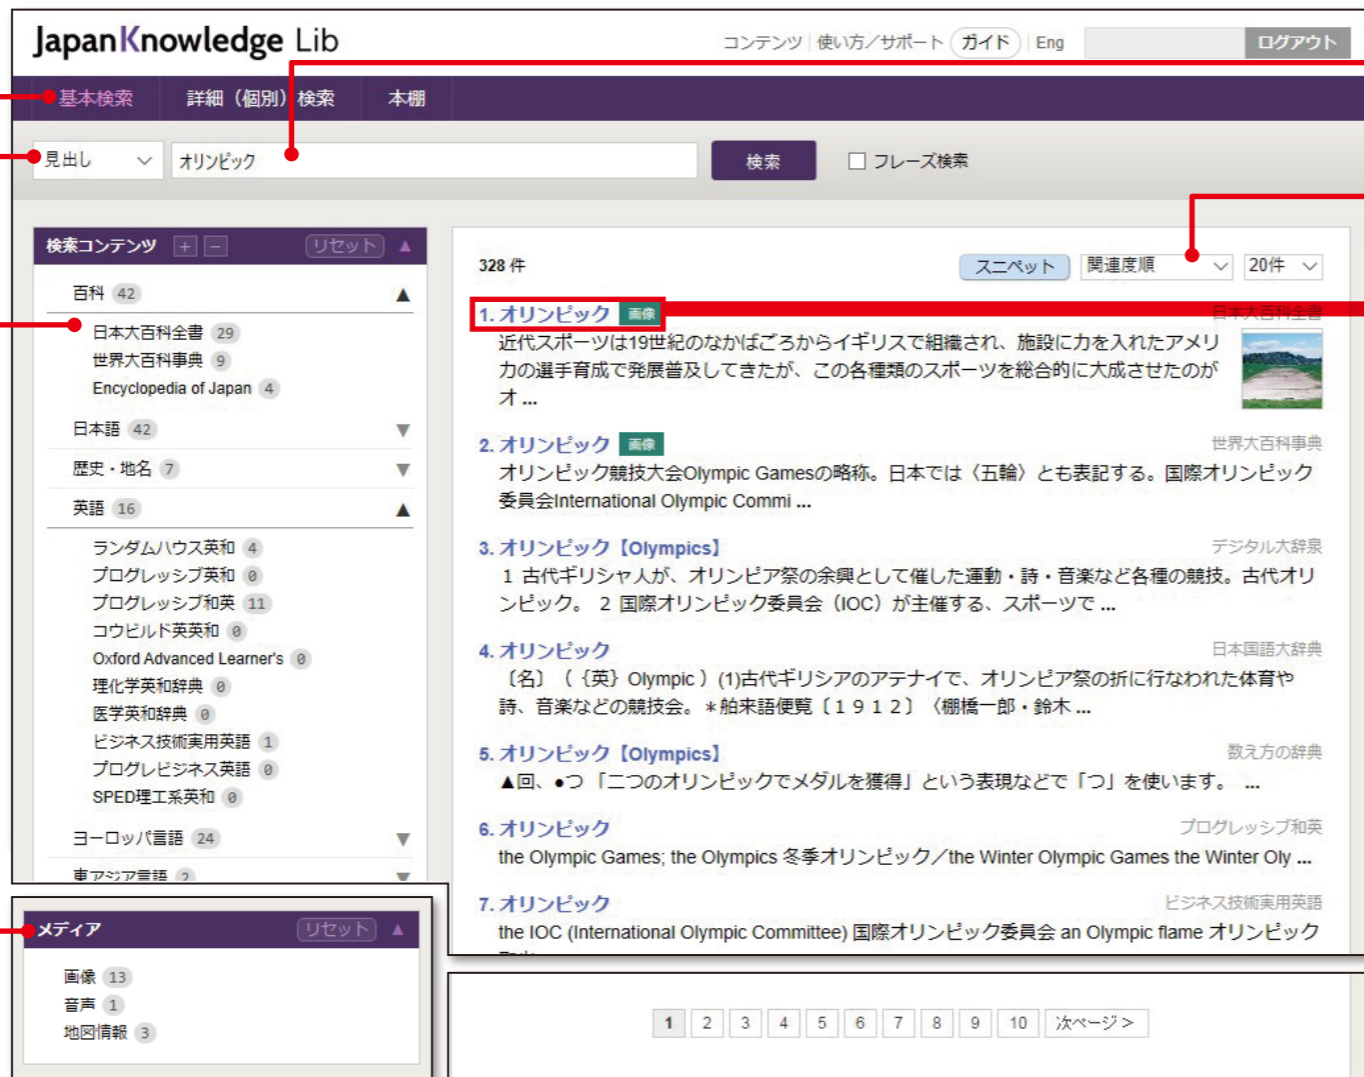 JapanKnowledge Lib
コンテンツ 使い方／サポート ガイド Eng ログアウト
基本検索 詳細（個別）検索 本棚
見出し オリンピック 検索 フレーズ検索
検索コンテンツ + − リセット ▲
百科 42 ▲
日本大百科全書 29
世界大百科事典 9
Encyclopedia of Japan 4
日本語 42 ▼
歴史・地名 7 ▼
英語 16 ▲
ランダムハウス英和 4
プログレッシブ英和 0
プログレッシブ和英 11
コウビルド英英和 0
Oxford Advanced Learner's 0
理化学英和辞典 0
医学英和辞典 0
ビジネス技術実用英語 1
プログレビジネス英語 0
SPED理工系英和 0
ヨーロッパ言語 24 ▼
東アジア言語 2 ▼
メディア リセット ▲
画像 13
音声 1
地図情報 3
328 件 スニペット 関連度順 20件
1. オリンピック 画像 日本大百科全書
近代スポーツは19世紀のなかばごろからイギリスで組織され、施設に力を入れたアメリ
カの選手育成で発展普及してきたが、この各種類のスポーツを総合的に大成させたのが
オ ...
2. オリンピック 画像 世界大百科事典
オリンピック競技大会Olympic Gamesの略称。日本では〈五輪〉とも表記する。国際オリンピック
委員会International Olympic Commi ...
3. オリンピック【Olympics】 デジタル大辞泉
1 古代ギリシャ人が、オリンピア祭の余興として催した運動・詩・音楽など各種の競技。古代オリ
ンピック。 2 国際オリンピック委員会（IOC）が主催する、スポーツで ...
4. オリンピック 日本国語大辞典
〔名〕（｛英｝Olympic ）(1)古代ギリシアのアテナイで、オリンピア祭の折に行なわれた体育や
詩、音楽などの競技会。＊舶来語便覧〔１９１２〕〈棚橋一郎・鈴木 ...
5. オリンピック【Olympics】 数え方の辞典
▲回、●つ 「二つのオリンピックでメダルを獲得」という表現などで「つ」を使います。 ...
6. オリンピック プログレッシブ和英
the Olympic Games; the Olympics 冬季オリンピック／the Winter Olympic Games the Winter Oly ...
7. オリンピック ビジネス技術実用英語
the IOC (International Olympic Committee) 国際オリンピック委員会 an Olympic flame オリンピック
1 2 3 4 5 6 7 8 9 10 次ページ >